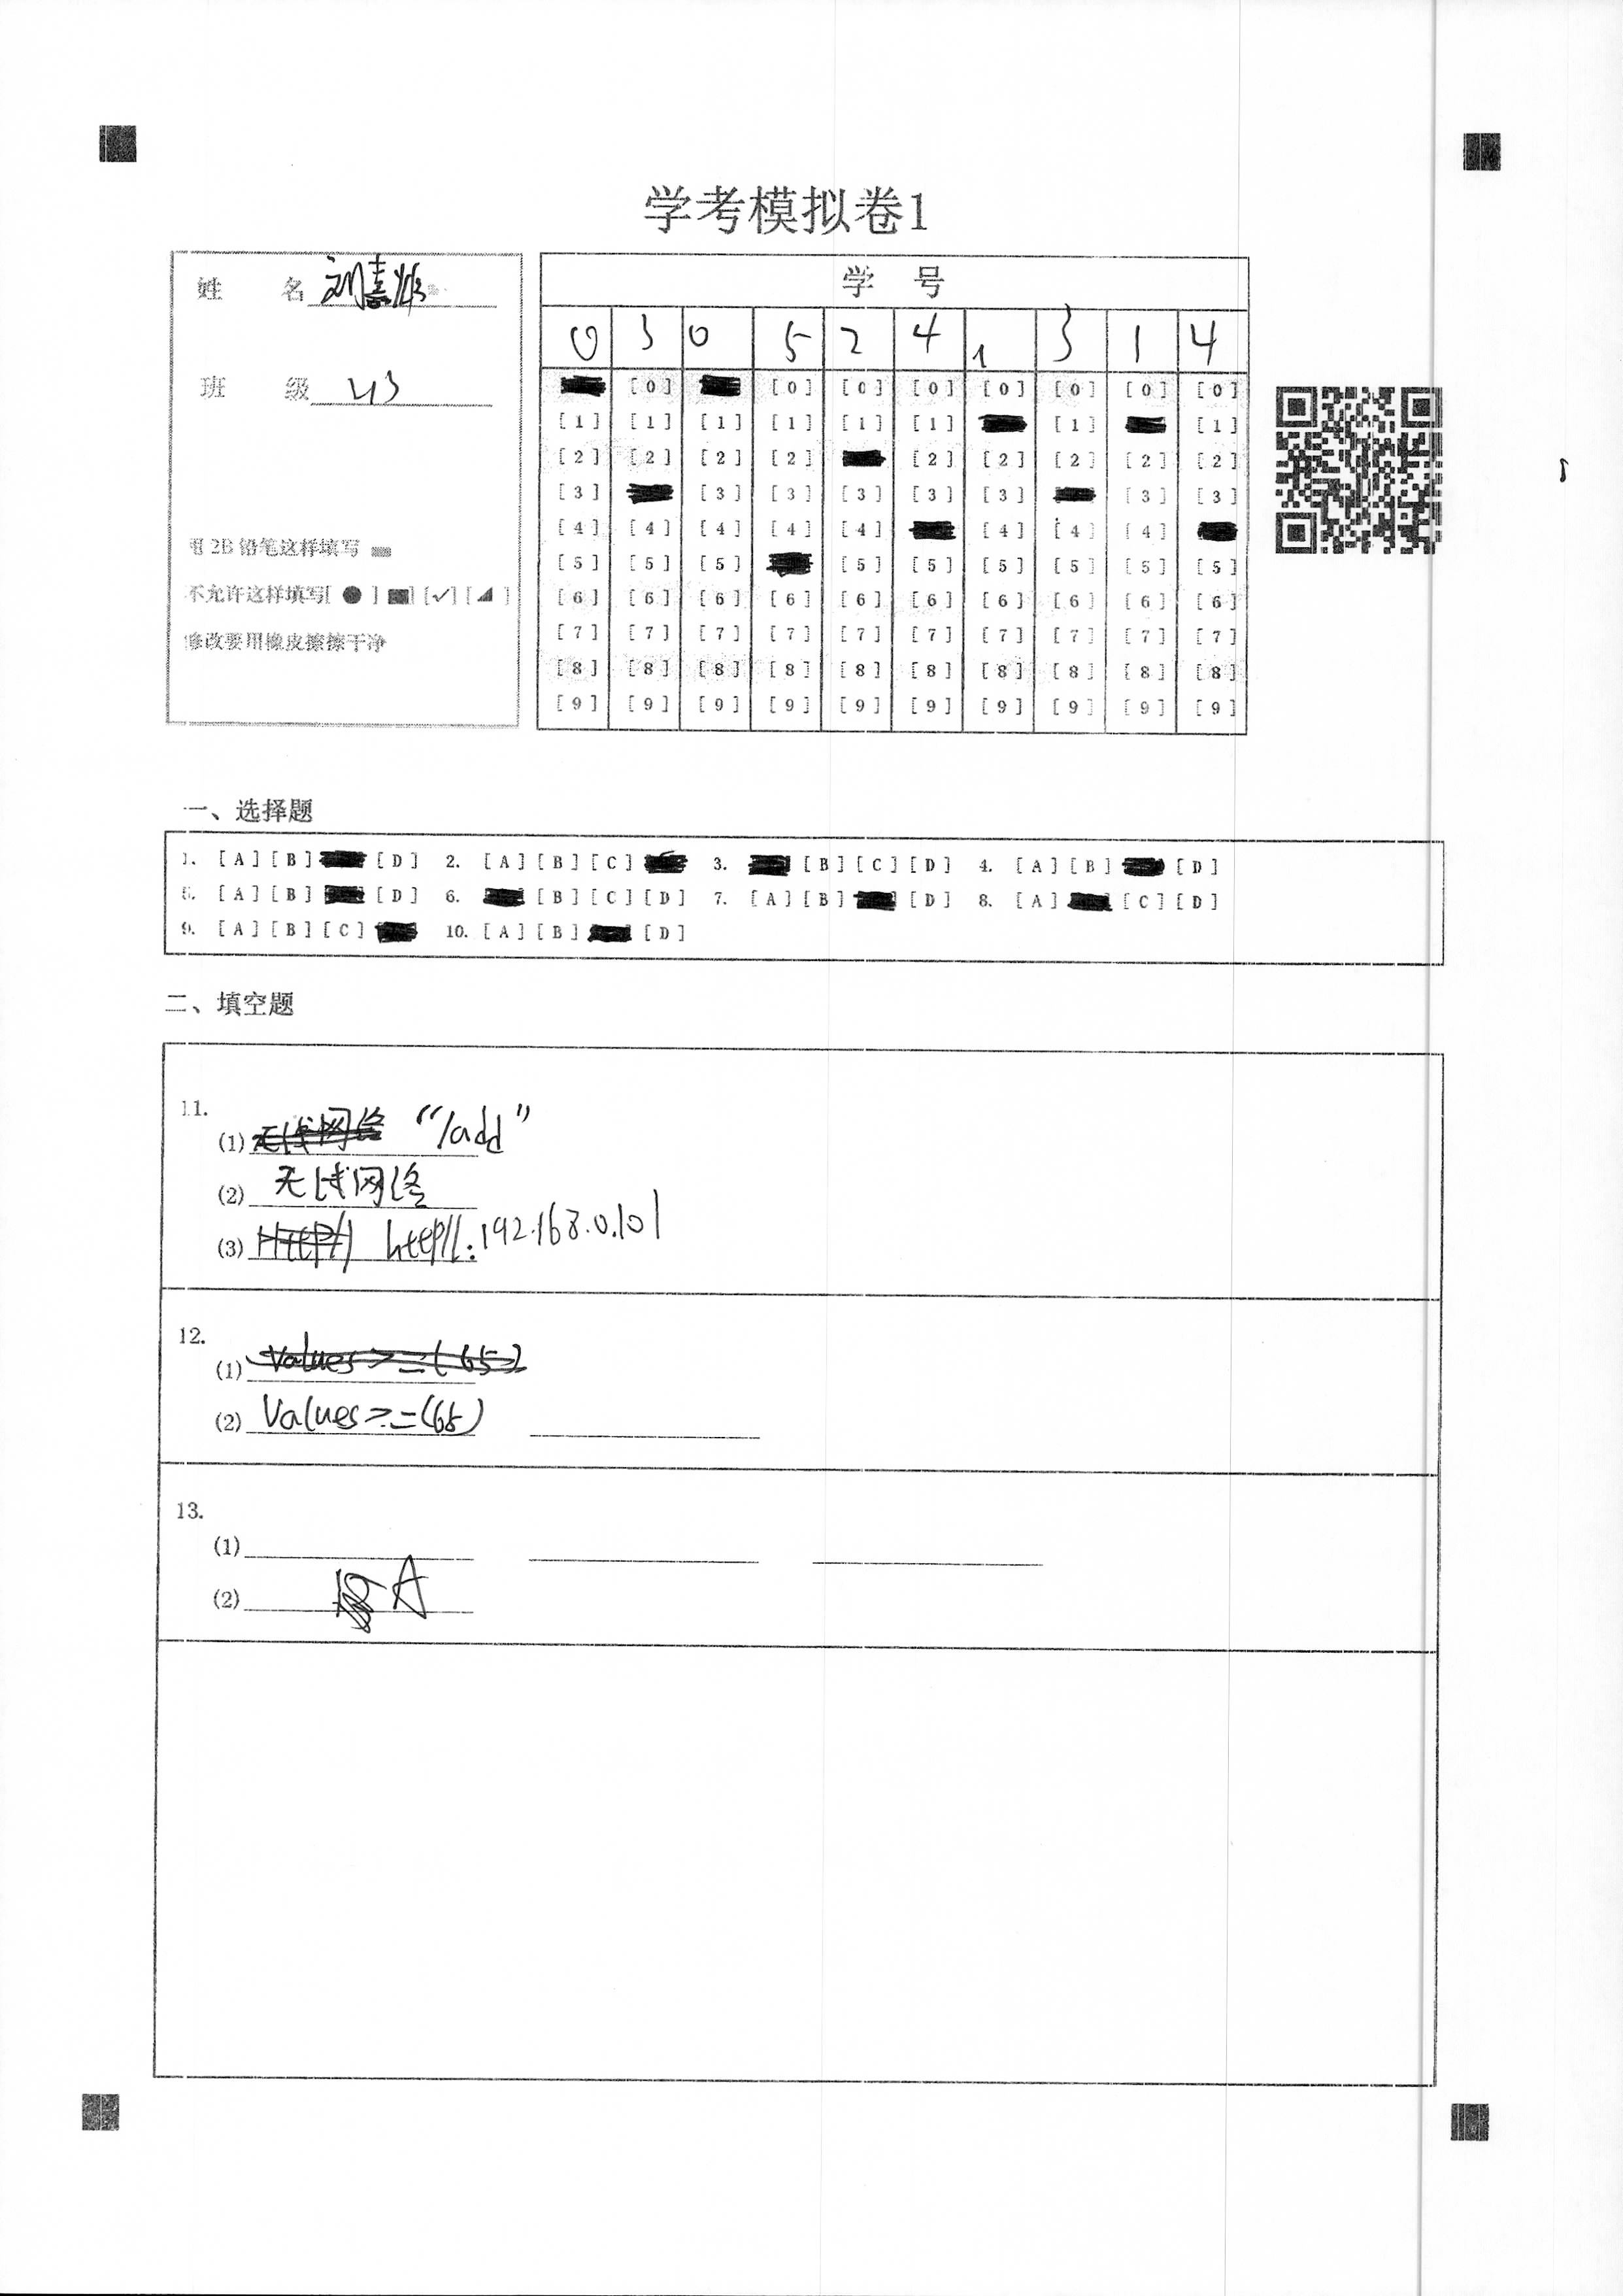 学考模拟卷1
姓 名 刘嘉
班 级
用 2B 铅笔这样填写
不允许这样填写[ ● ] ■] [✓] [◢ ]
修改要用橡皮擦擦干净
学 号
0 3 0 5 2 4 1 3 1 4
[0] [0] [0] [0] [0] [0] [0] [0]
[1] [1] [1] [1] [1] [1] [1] [1]
[2] [2] [2] [2] [2] [2] [2] [2] [2]
[3] [3] [3] [3] [3] [3] [3] [3]
[4] [4] [4] [4] [4] [4] [4] [4]
[5] [5] [5] [5] [5] [5] [5] [5] [5]
[6] [6] [6] [6] [6] [6] [6] [6] [6] [6]
[7] [7] [7] [7] [7] [7] [7] [7] [7] [7]
[8] [8] [8] [8] [8] [8] [8] [8] [8] [8]
[9] [9] [9] [9] [9] [9] [9] [9] [9] [9]
一、选择题
1. [A] [B] [D] 2. [A] [B] [C] 3. [B] [C] [D] 4. [A] [B] [D]
5. [A] [B] [D] 6. [B] [C] [D] 7. [A] [B] [D] 8. [A] [C] [D]
9. [A] [B] [C] 10. [A] [B] [D]
二、填空题
11.
(1) 无线网络 “/add”
(2) 无线网络
(3) HTTP// http//:192.168.0.101
12.
(1) values>=(65)
(2) Values>=(65)
13.
(1)
(2) A